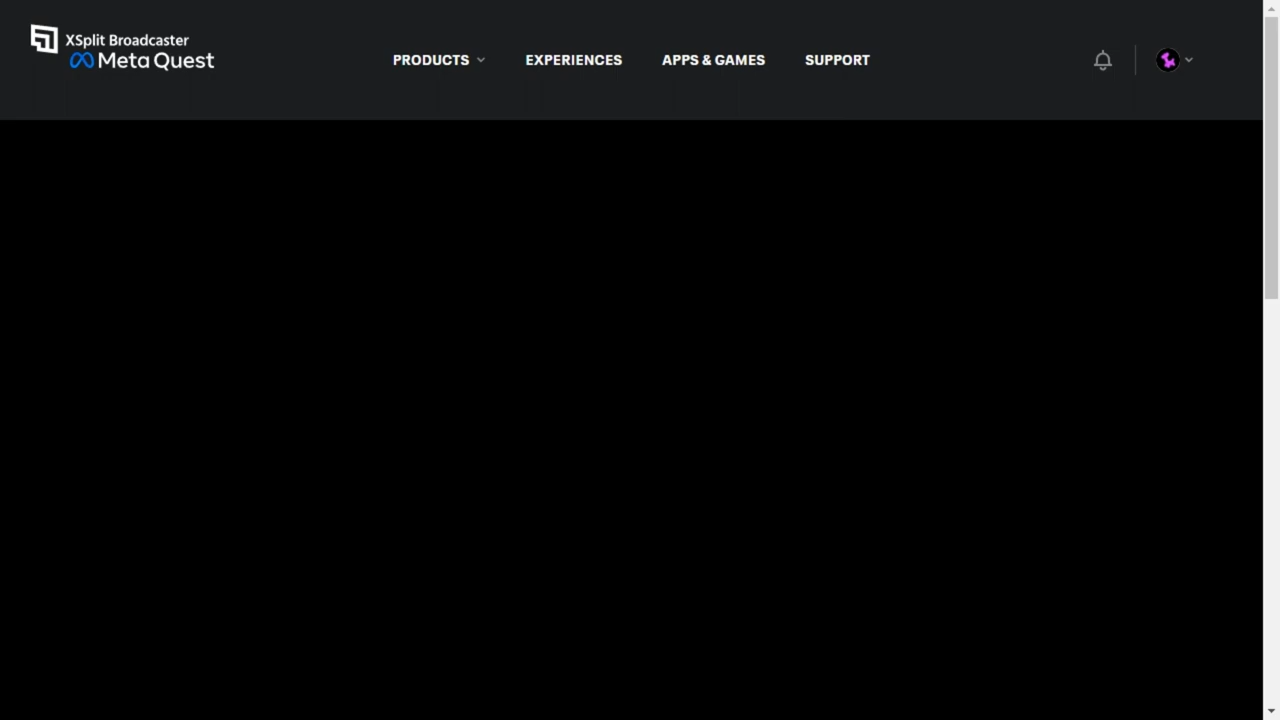 XSplit Broadcaster
Meta Quest
PRODUCTS
EXPERIENCES
APPS & GAMES
SUPPORT